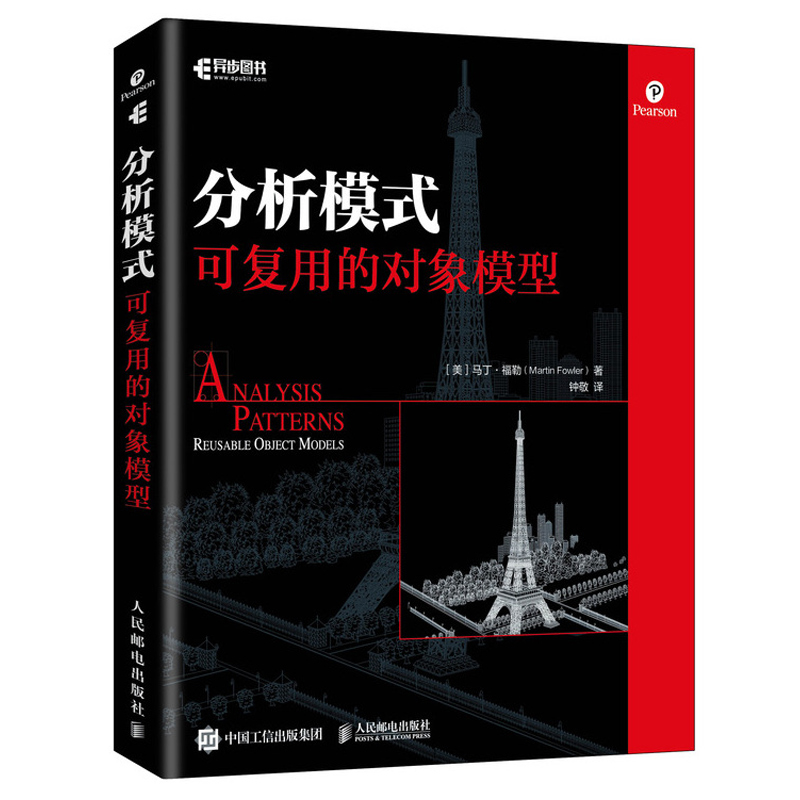 Pearson
分析模式
可复用的对象模型
人民邮电出版社
异步图书
www.epubit.com
Pearson
分析模式
可复用的对象模型
[美]马丁·福勒(Martin Fowler)著
钟敬 译
ANALYSIS
PATTERNS
REUSABLE OBJECT MODELS
中国工信出版集团
人民邮电出版社
POSTS & TELECOM PRESS